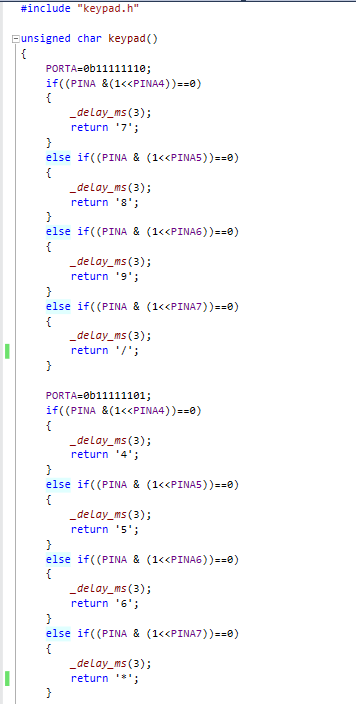 #include "keypad.h"
unsigned char keypad()
{
PORTA=0b11111110;
if((PINA &(1<<PINA4))==0)
{
_delay_ms(3);
return '7';
}
else if((PINA & (1<<PINA5))==0)
{
_delay_ms(3);
return '8';
}
else if((PINA & (1<<PINA6))==0)
{
_delay_ms(3);
return '9';
}
else if((PINA & (1<<PINA7))==0)
{
_delay_ms(3);
return '/';
}
PORTA=0b11111101;
if((PINA &(1<<PINA4))==0)
{
_delay_ms(3);
return '4';
}
else if((PINA & (1<<PINA5))==0)
{
_delay_ms(3);
return '5';
}
else if((PINA & (1<<PINA6))==0)
{
_delay_ms(3);
return '6';
}
else if((PINA & (1<<PINA7))==0)
{
_delay_ms(3);
return '*';
}